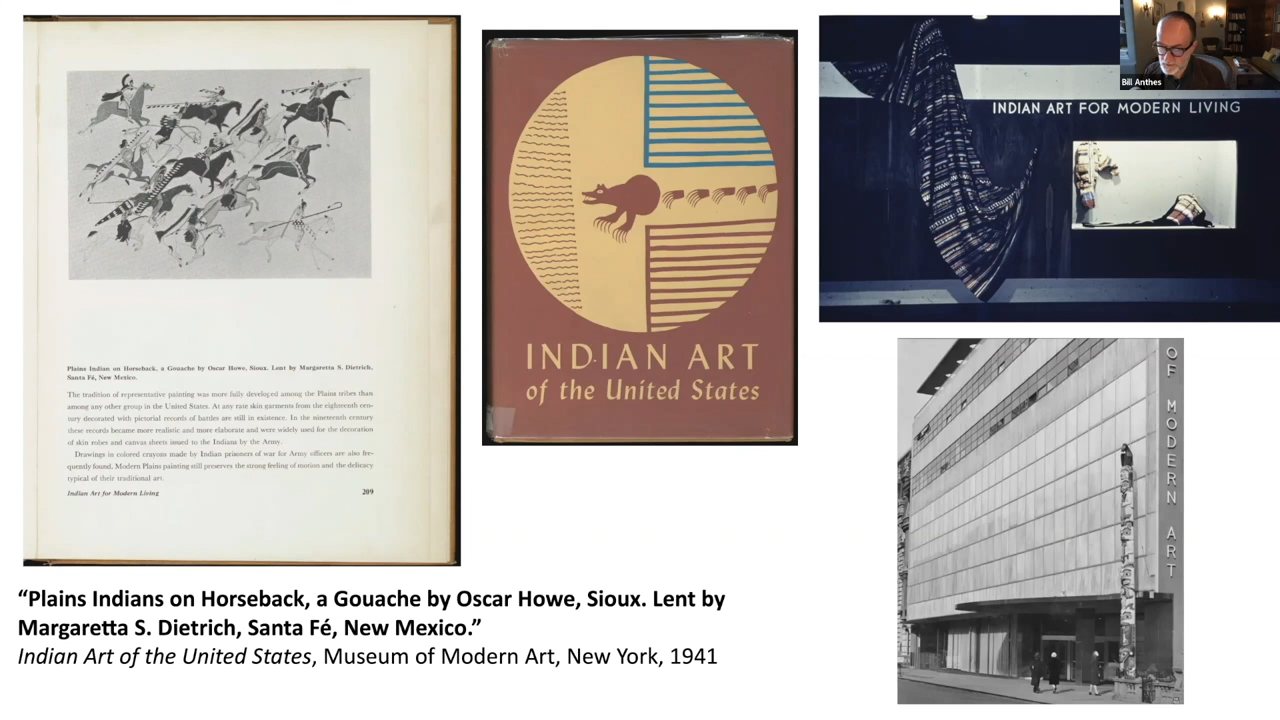 Plains Indian on Horseback, a Gouache by Oscar Howe, Sioux. Lent by Margaretta S. Dietrich,
Santa Fé, New Mexico.
The tradition of representative painting was more fully developed among the Plains tribes than
among any other group in the United States. At any rate skin garments from the eighteenth cen-
tury decorated with pictorial records of battles are still in existence. In the nineteenth century
these records became more realistic and more elaborate and were widely used for the decoration
of skin robes and canvas sheets issued to the Indians by the Army.
Drawings in colored crayons made by Indian prisoners of war for Army officers are also fre-
quently found. Modern Plains painting still preserves the strong feeling of motion and the delicacy
typical of their traditional art.
Indian Art for Modern Living 209
INDIAN ART
of the United States
Bill Anthes
INDIAN ART FOR MODERN LIVING
OF MODERN ART
“Plains Indians on Horseback, a Gouache by Oscar Howe, Sioux. Lent by
Margaretta S. Dietrich, Santa Fé, New Mexico.”
Indian Art of the United States, Museum of Modern Art, New York, 1941